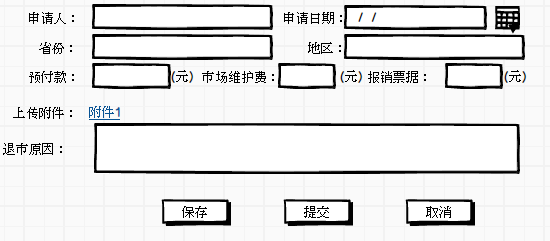 申请人： 申请日期： / /
省份： 地区：
预付款： (元) 市场维护费： (元) 报销票据： (元)
上传附件： 附件1
退市原因：
保存 提交 取消